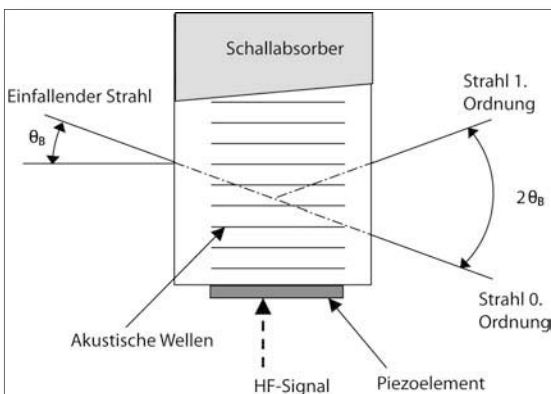 Schallabsorber
Einfallender Strahl
θB
Strahl 1.
Ordnung
2θB
Strahl 0.
Ordnung
Akustische Wellen
HF-Signal
Piezoelement